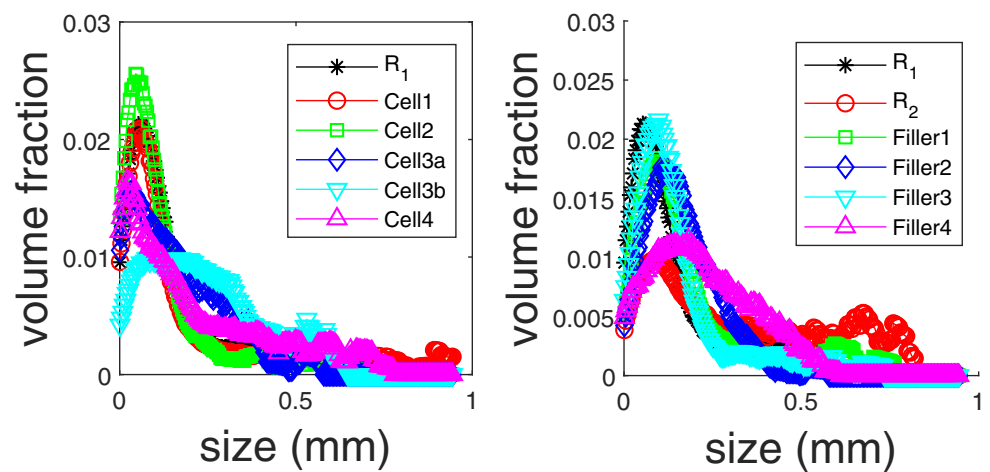 0.03
0.02
0.01
0
volume fraction
0
0.5
1
size (mm)
R1
Cell1
Cell2
Cell3a
Cell3b
Cell4
0.03
0.025
0.02
0.015
0.01
0.005
0
volume fraction
0
0.5
1
size (mm)
R1
R2
Filler1
Filler2
Filler3
Filler4